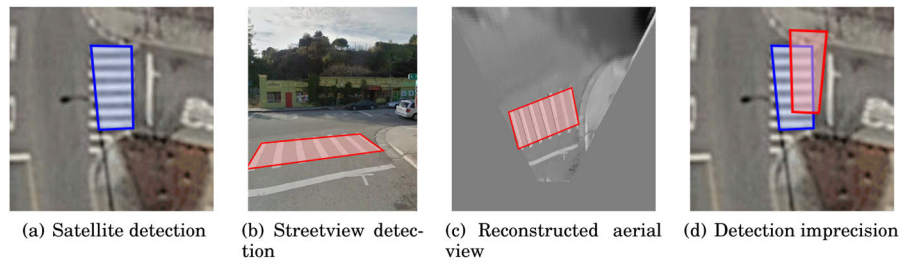 (a) Satellite detection
(b) Streetview detec-
tion
(c) Reconstructed aerial
view
(d) Detection imprecision